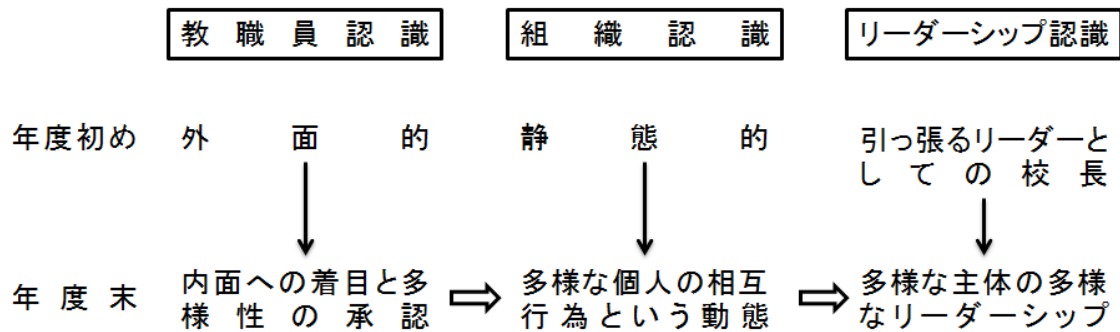 教職員認識 組織認識 リーダーシップ認識
年度初め 外面的 静態的 引っ張るリーダーと
しての校長
年度末 内面への着目と多 多様な個人の相互 多様な主体の多様
様性の承認 行為という動態 なリーダーシップ